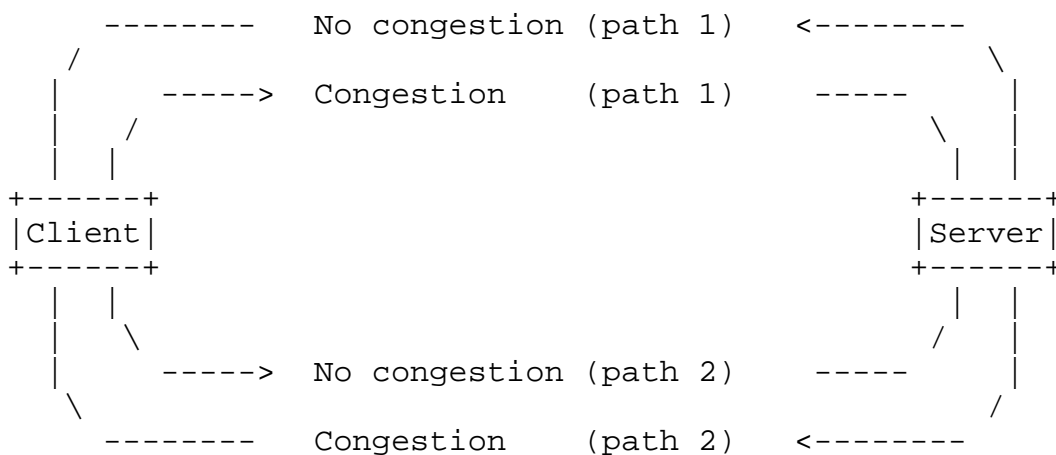 No congestion (path 1)
Congestion (path 1)
Client Server
No congestion (path 2)
Congestion (path 2)